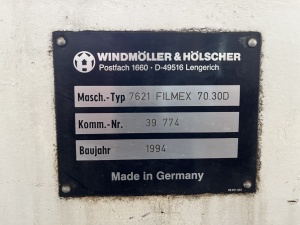 WINDMÖLLER & HÖLSCHER
Postfach 1660 · D-49516 Lengerich
Masch.-Typ 7621 FILMEX 70.30D
Komm.-Nr. 39 774
Baujahr 1994
Made in Germany